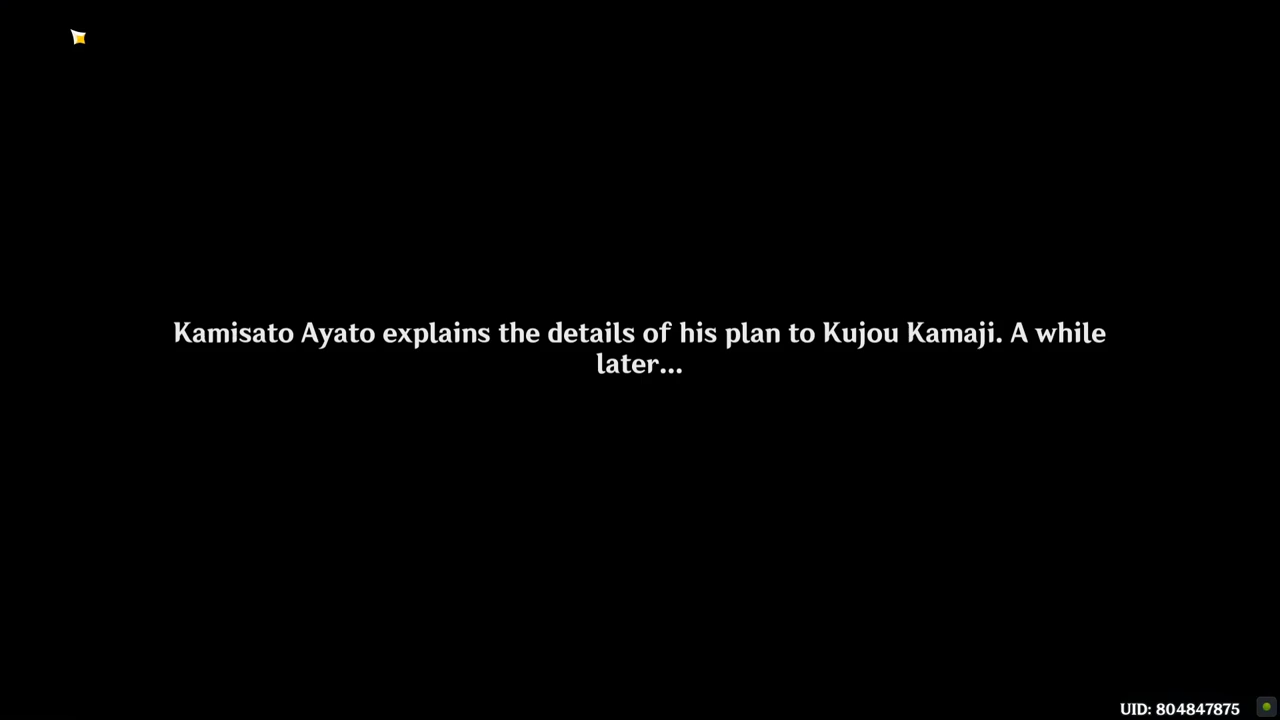 Kamisato Ayato explains the details of his plan to Kujou Kamaji. A while
later...
UID: 804847875